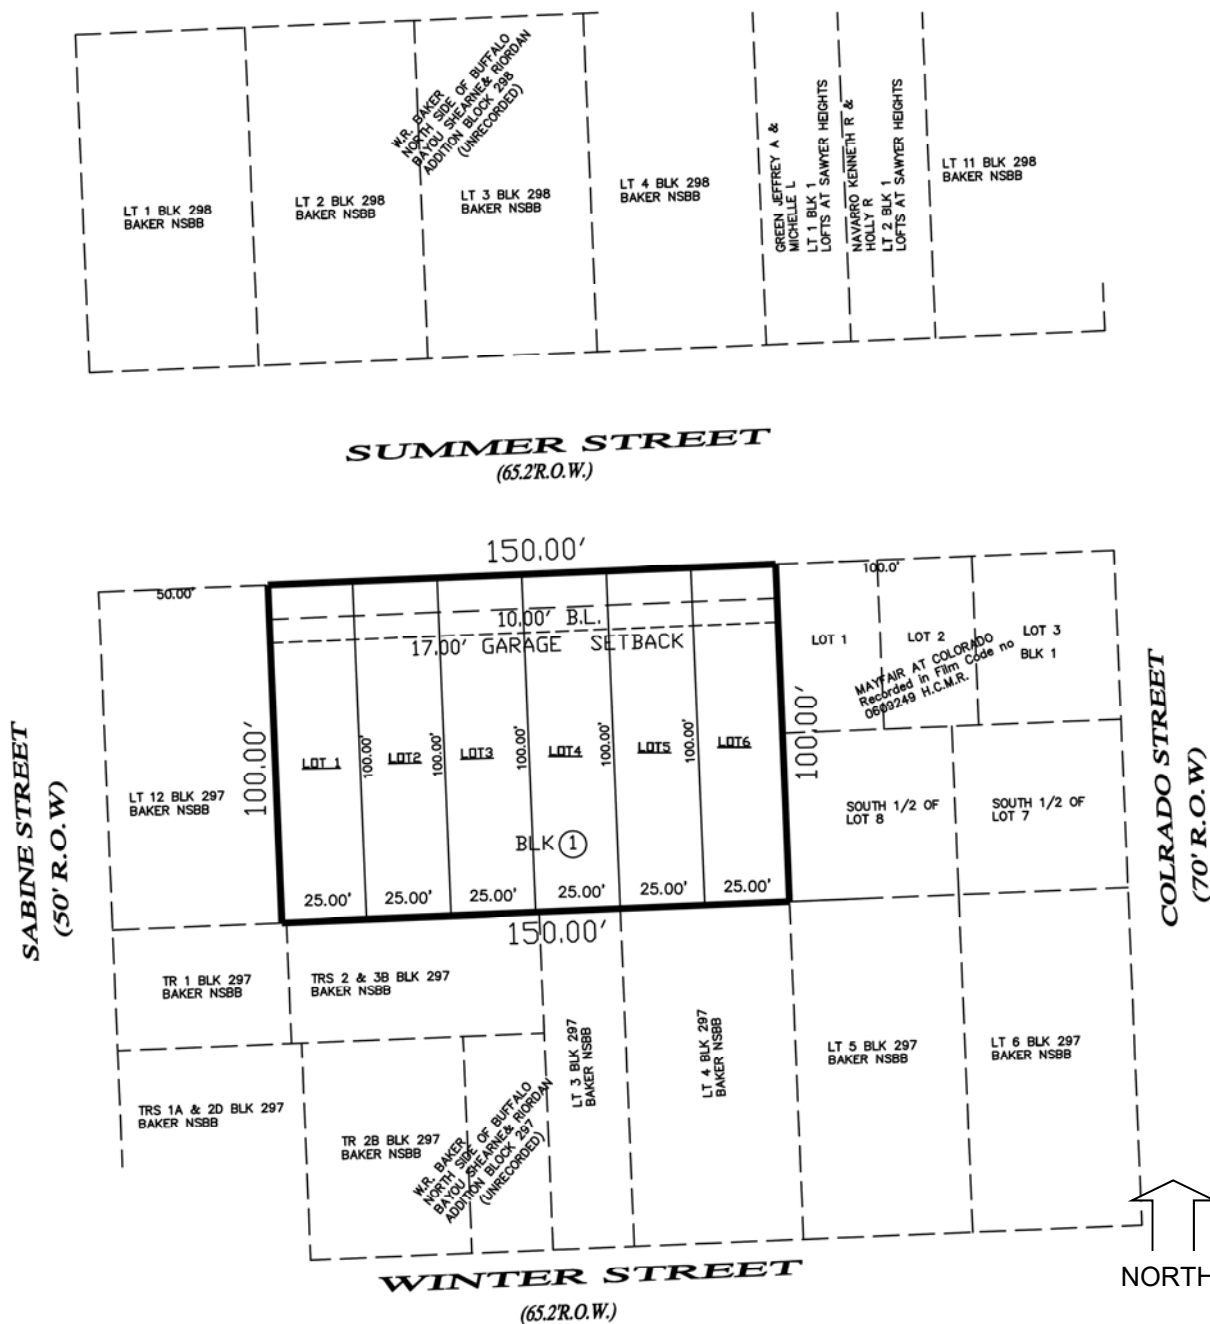 W.R. BAKER
NORTH SIDE OF BUFFALO
BAYOU SHEARNE& RIORDAN
ADDITION BLOCK 298
(UNRECORDED)
LT 1 BLK 298
BAKER NSBB
LT 2 BLK 298
BAKER NSBB
LT 3 BLK 298
BAKER NSBB
LT 4 BLK 298
BAKER NSBB
GREEN JEFFREY A &
MICHELLE L
LT 1 BLK 1
LOFTS AT SAWYER HEIGHTS
NAVARRO KENNETH R &
HOLLY R
LT 2 BLK 1
LOFTS AT SAWYER HEIGHTS
LT 11 BLK 298
BAKER NSBB
SUMMER STREET
(65.2'R.O.W.)
150.00'
50.00'
100.0'
10.00' B.L.
17.00' GARAGE SETBACK
LOT 1
LOT 2
LOT 3
BLK 1
MAYFAIR AT COLORADO
Recorded in Film Code no
0609249 H.C.M.R.
SABINE STREET
(50' R.O.W)
LT 12 BLK 297
BAKER NSBB
100.00'
LOT 1
100.00'
LOT2
100.00'
LOT3
100.00'
LOT4
100.00'
LOT5
100.00'
LOT6
100.00'
BLK 1
SOUTH 1/2 OF
LOT 8
SOUTH 1/2 OF
LOT 7
COLRADO STREET
(70' R.O.W)
25.00'
25.00'
25.00'
25.00'
25.00'
25.00'
150.00'
TR 1 BLK 297
BAKER NSBB
TRS 2 & 3B BLK 297
BAKER NSBB
LT 3 BLK 297
BAKER NSBB
LT 4 BLK 297
BAKER NSBB
LT 5 BLK 297
BAKER NSBB
LT 6 BLK 297
BAKER NSBB
TRS 1A & 2D BLK 297
BAKER NSBB
TR 2B BLK 297
BAKER NSBB
W.R. BAKER
NORTH SIDE OF BUFFALO
BAYOU SHEARNE& RIORDAN
ADDITION BLOCK 297
(UNRECORDED)
WINTER STREET
(65.2'R.O.W.)
NORTH